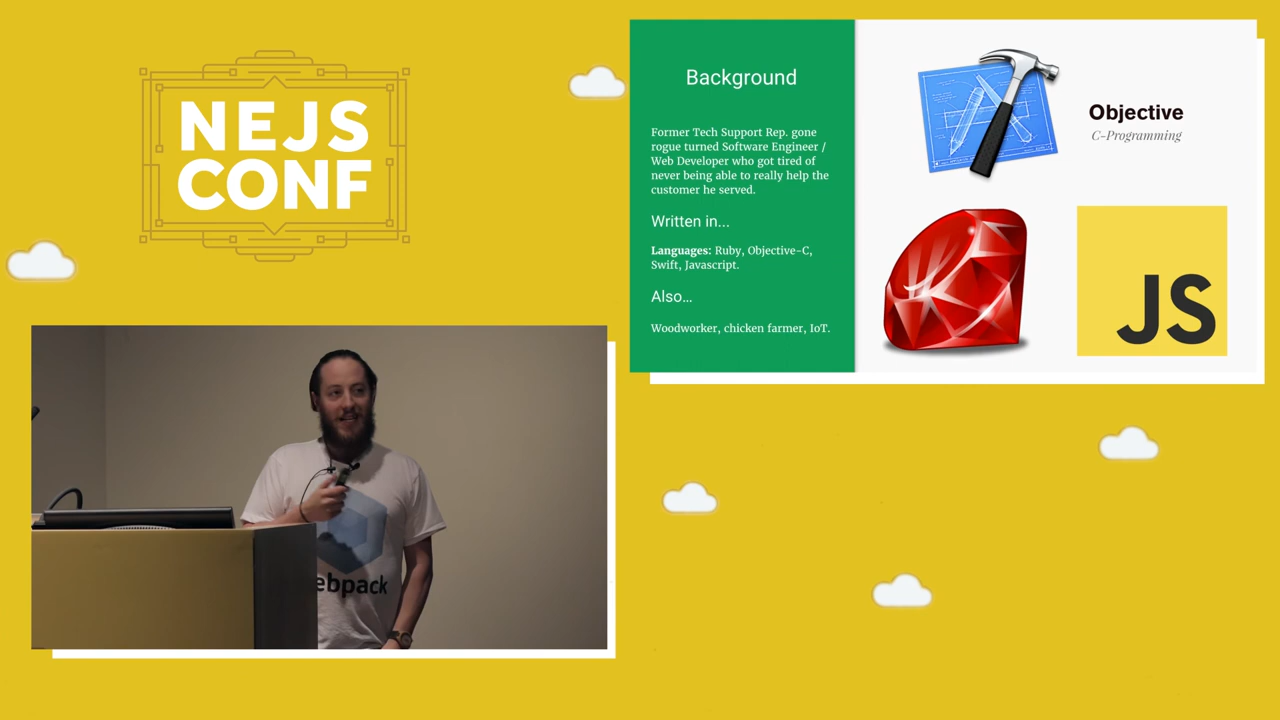 NEJS
CONF
Background
Former Tech Support Rep. gone
rogue turned Software Engineer /
Web Developer who got tired of
never being able to really help the
customer he served.
Written in...
Languages: Ruby, Objective-C,
Swift, Javascript.
Also...
Woodworker, chicken farmer, IoT.
Objective
C-Programming
JS
ebpack